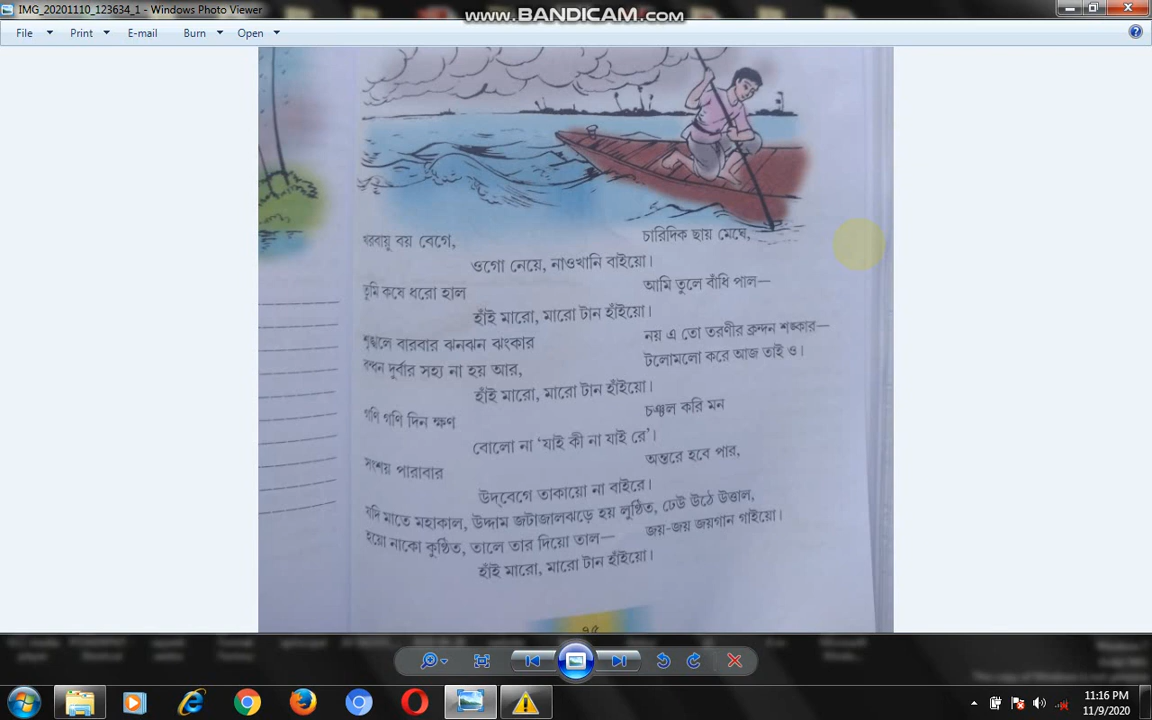 IMG_20201110_123634_1 - Windows Photo Viewer
www.BANDICAM.com
File Print E-mail Burn Open
খরবায়ু বয় বেগে, চারিদিক ছায় মেঘে,
ওগো নেয়ে, নাওখানি বাইয়ো।
তুমি কষে ধরো হাল আমি তুলে বাঁধি পাল—
হাঁই মারো, মারো টান হাঁইয়ো।
শৃঙ্খলে বারবার ঝনঝন ঝংকার নয় এ তো তরণীর ক্রন্দন শঙ্কার—
বন্ধন দুর্বার সহ্য না হয় আর, টলোমলো করে আজ তাই ও।
হাঁই মারো, মারো টান হাঁইয়ো।
গণি গণি দিন ক্ষণ চঞ্চল করি মন
বোলো না ‘যাই কী না যাই রে’।
সংশয় পারাবার অন্তরে হবে পার,
উদ্‌বেগে তাকায়ো না বাইরে।
যদি মাতে মহাকাল, উদ্দাম জটাজালঝড়ে হয় লুণ্ঠিত, ঢেউ উঠে উত্তাল,
হয়ো নাকো কুণ্ঠিত, তালে তার দিয়ো তাল— জয়-জয় জয়গান গাইয়ো।
হাঁই মারো, মারো টান হাঁইয়ো।
৭৫
11:16 PM
11/9/2020